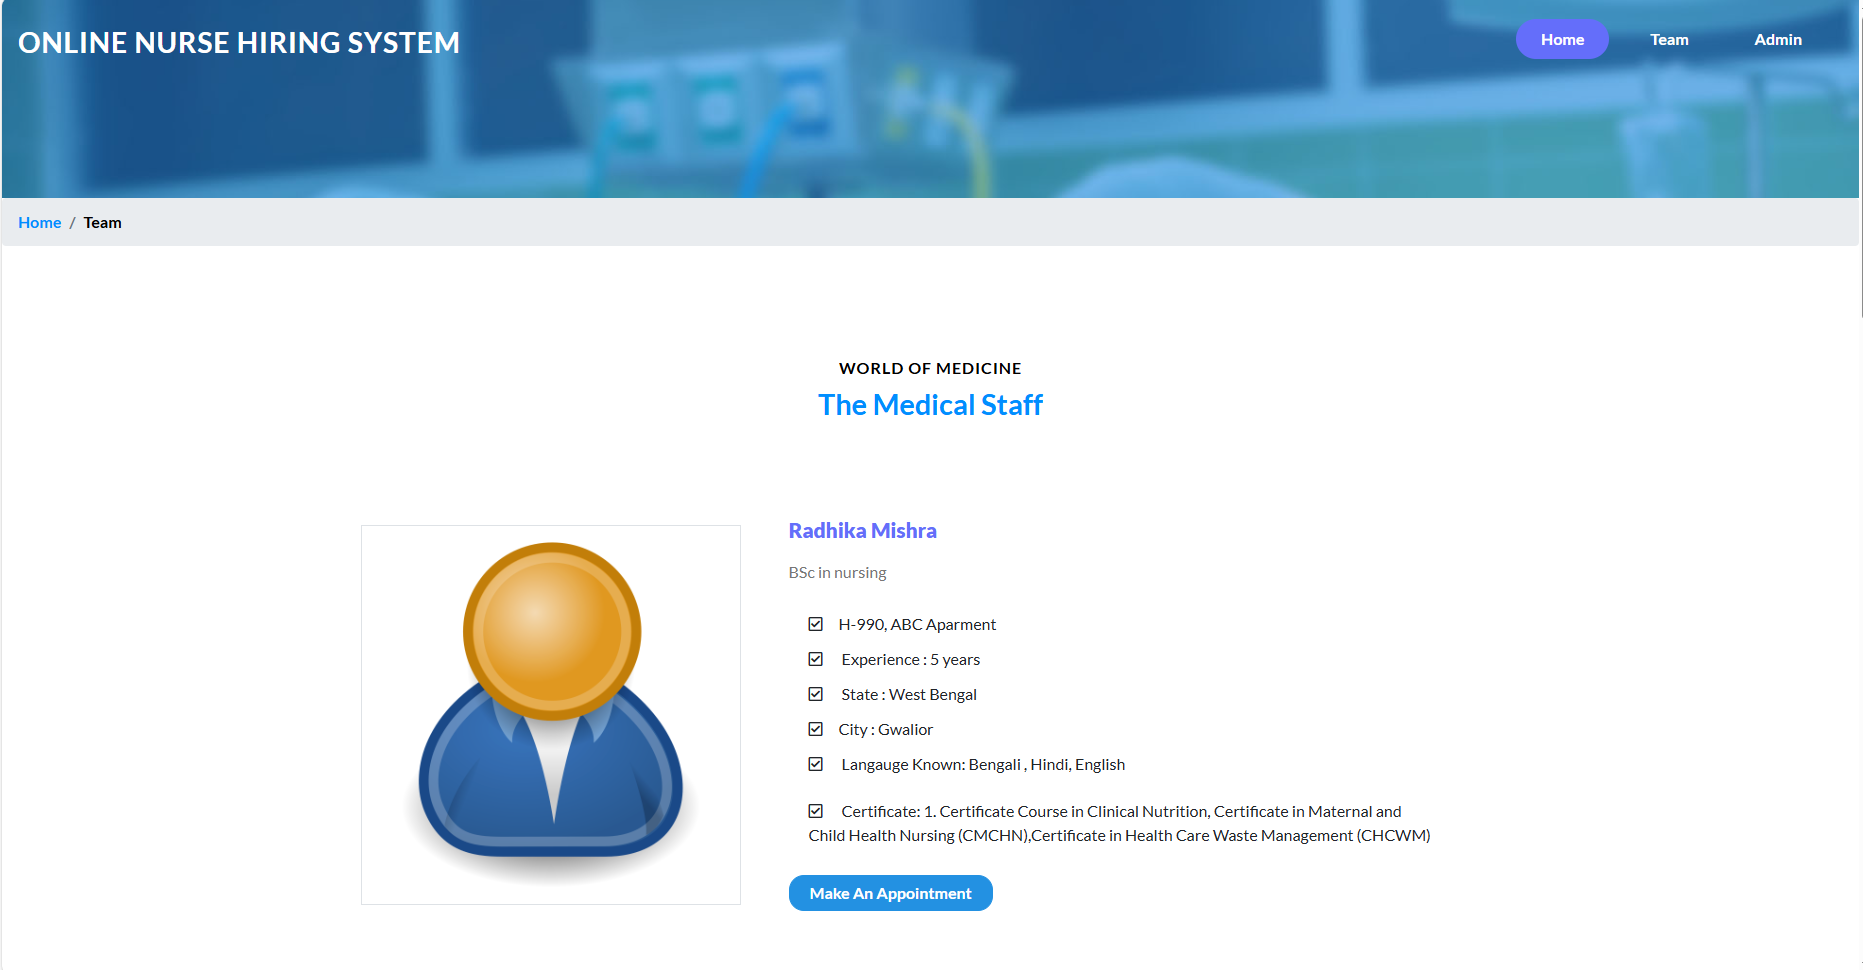 ONLINE NURSE HIRING SYSTEM
Home
Team
Admin
Home / Team
WORLD OF MEDICINE
The Medical Staff
Radhika Mishra
BSc in nursing
H-990, ABC Aparment
Experience : 5 years
State : West Bengal
City : Gwalior
Langauge Known: Bengali , Hindi, English
Certificate: 1. Certificate Course in Clinical Nutrition, Certificate in Maternal and
Child Health Nursing (CMCHN),Certificate in Health Care Waste Management (CHCWM)
Make An Appointment